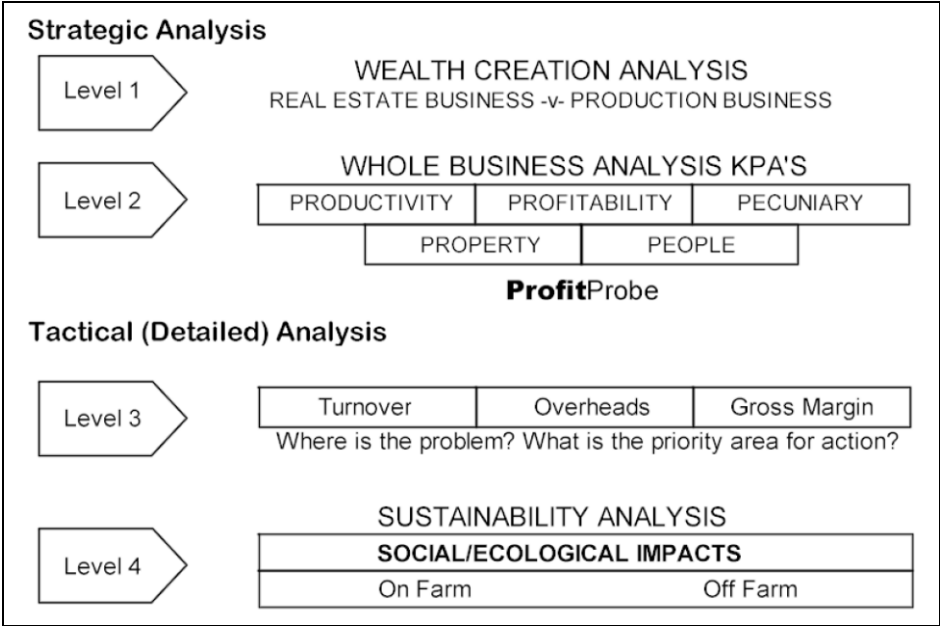 Strategic Analysis
Level 1
WEALTH CREATION ANALYSIS
REAL ESTATE BUSINESS -v- PRODUCTION BUSINESS
Level 2
WHOLE BUSINESS ANALYSIS KPA'S
PRODUCTIVITY PROFITABILITY PECUNIARY
PROPERTY PEOPLE
ProfitProbe
Tactical (Detailed) Analysis
Level 3
Turnover Overheads Gross Margin
Where is the problem? What is the priority area for action?
Level 4
SUSTAINABILITY ANALYSIS
SOCIAL/ECOLOGICAL IMPACTS
On Farm Off Farm